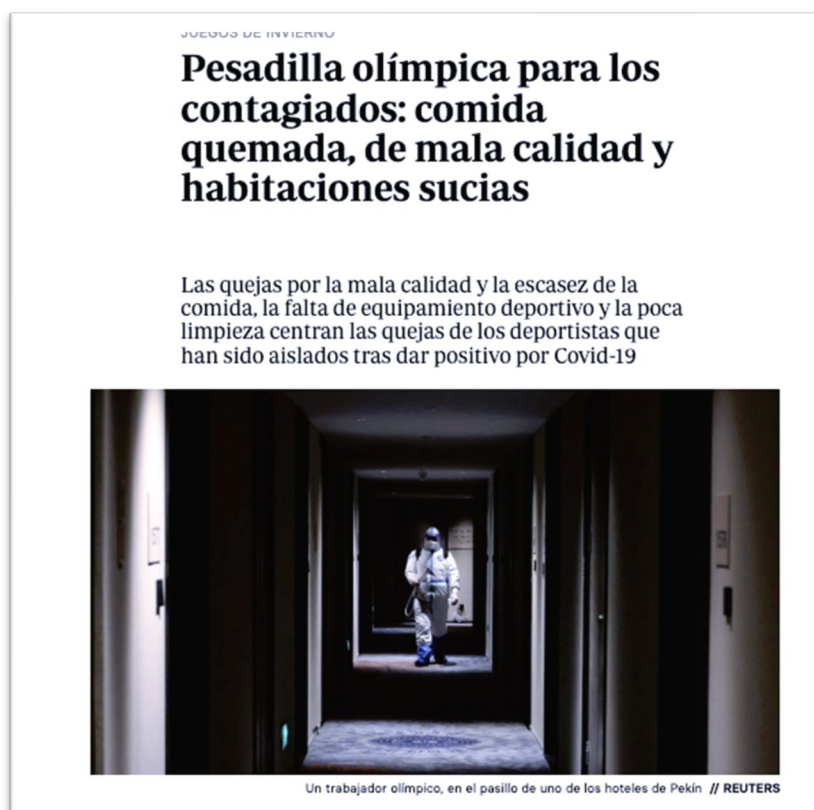 JUEGOS DE INVIERNO
Pesadilla olímpica para los
contagiados: comida
quemada, de mala calidad y
habitaciones sucias
Las quejas por la mala calidad y la escasez de la
comida, la falta de equipamiento deportivo y la poca
limpieza centran las quejas de los deportistas que
han sido aislados tras dar positivo por Covid-19
Un trabajador olímpico, en el pasillo de uno de los hoteles de Pekín // REUTERS